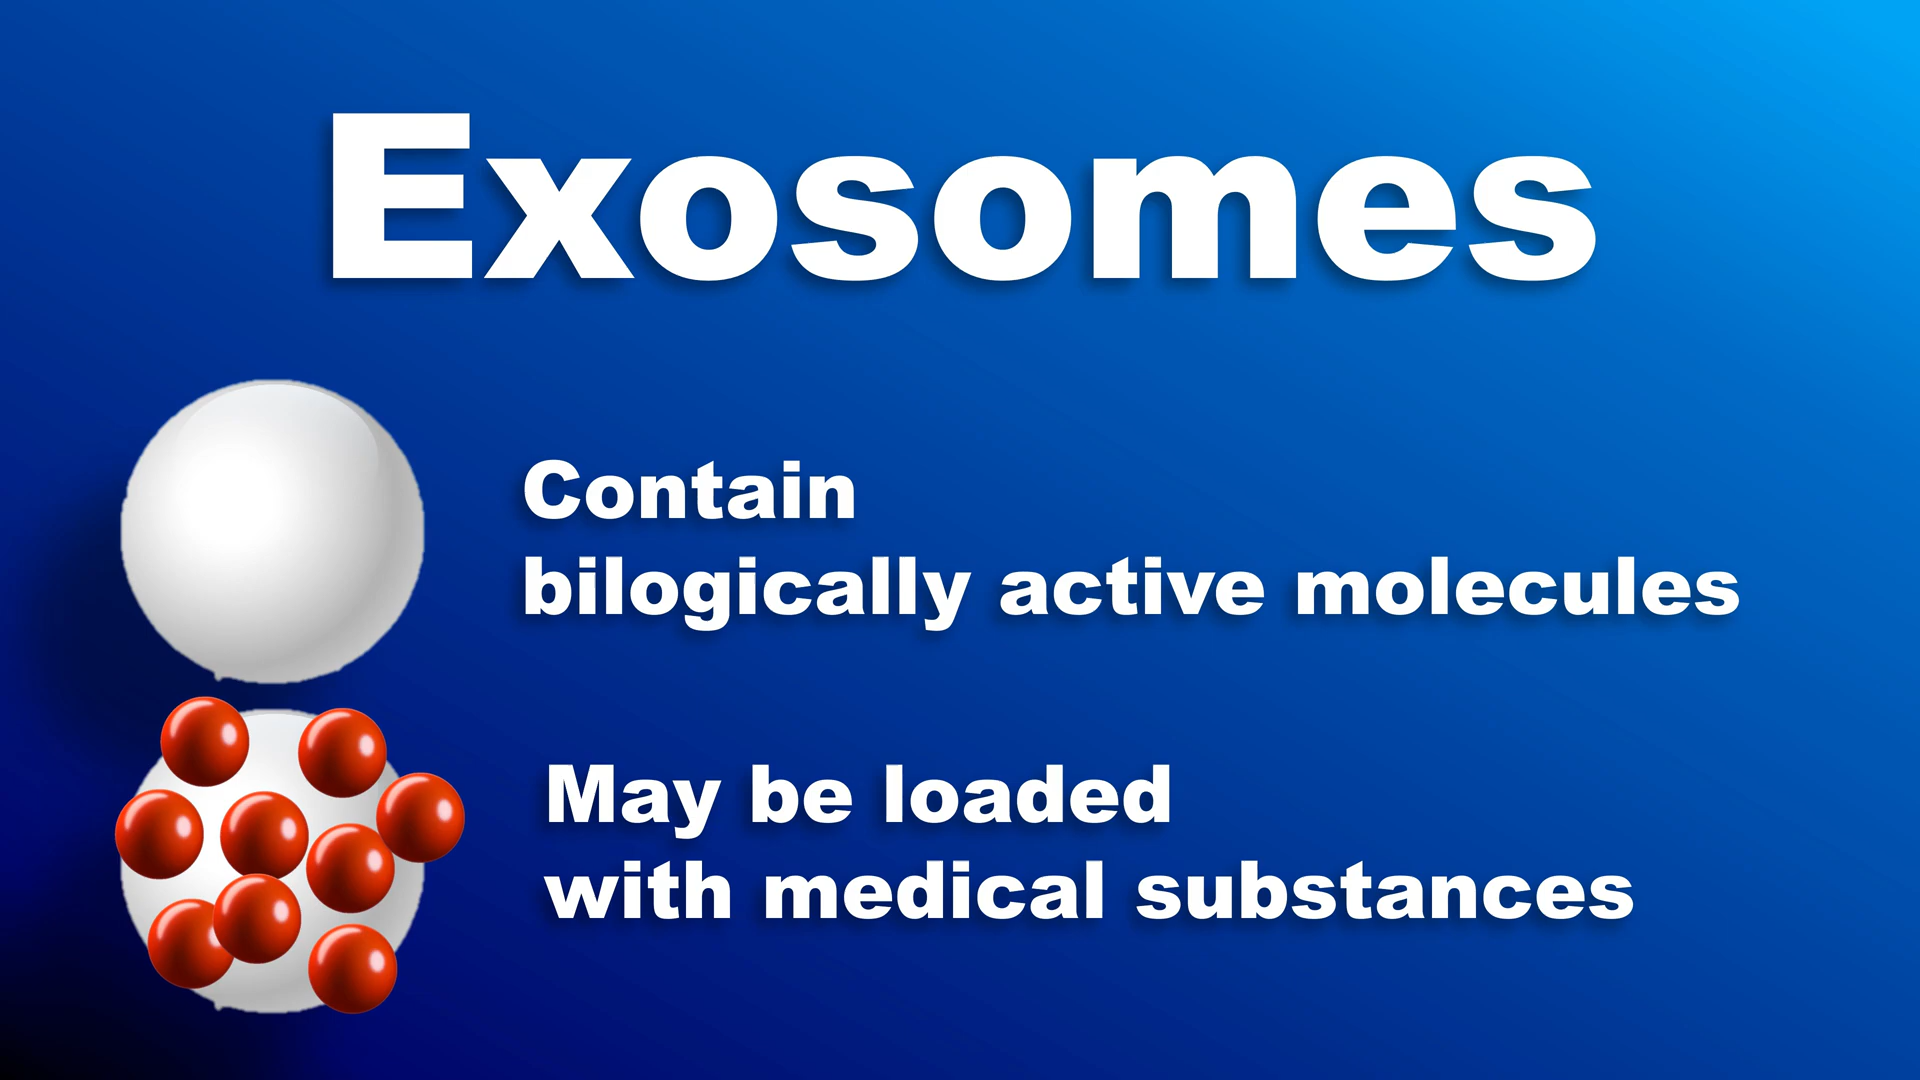 Exosomes
Contain
bilogically active molecules
May be loaded
with medical substances